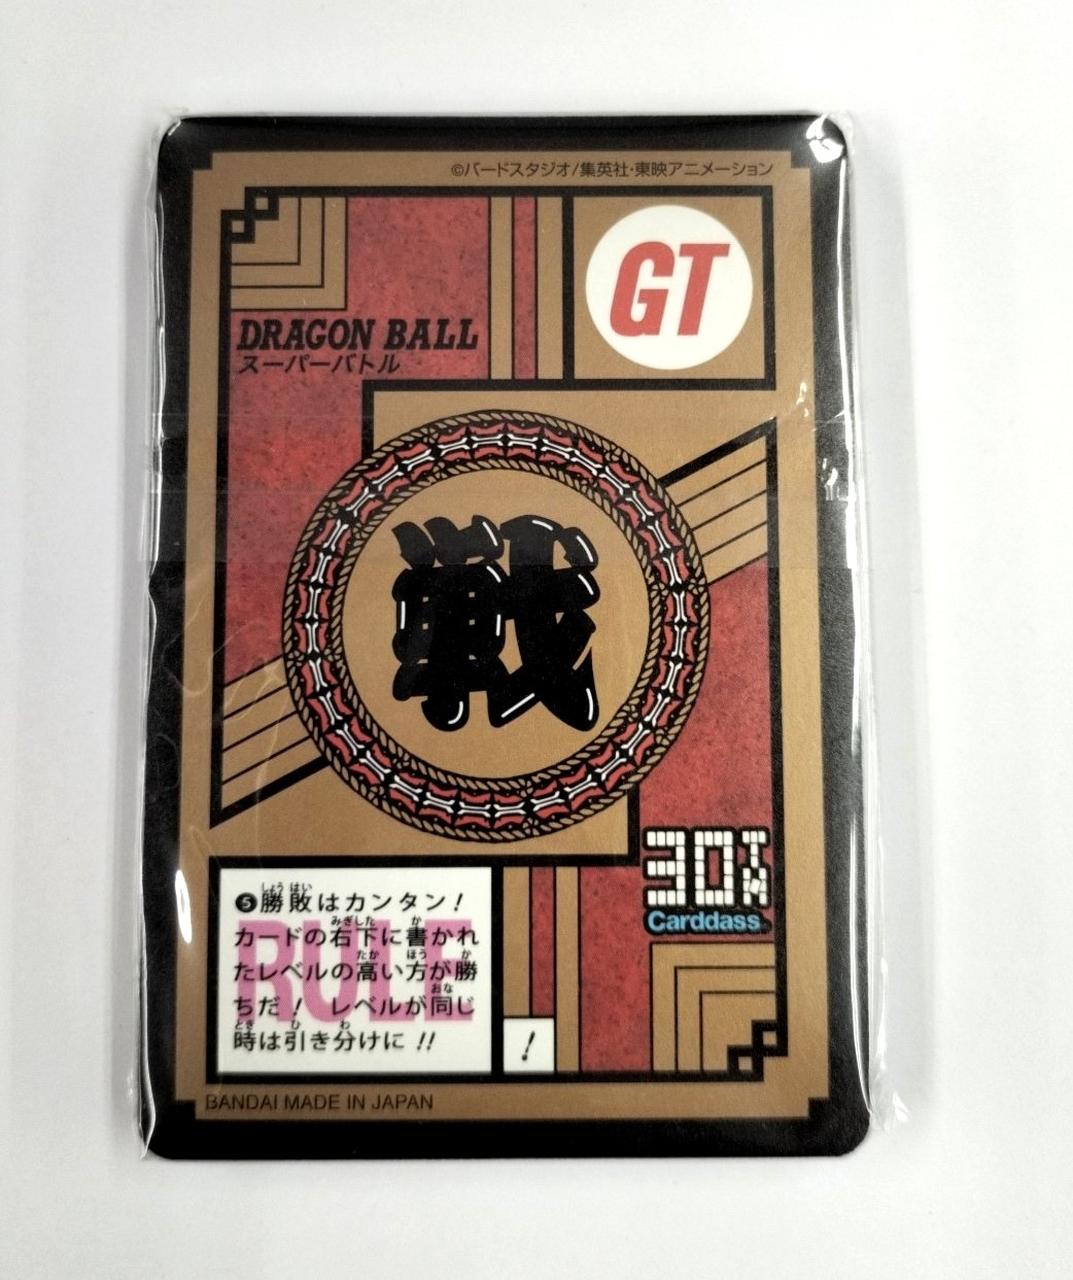 ©バードスタジオ/集英社・東映アニメーション
GT
DRAGON BALL
スーパーバトル
戦
30th
Carddass
RULE
❺勝敗はカンタン!
カードの右下に書かれ
たレベルの高い方が勝
ちだ! レベルが同じ
時は引き分けに!!
!
BANDAI MADE IN JAPAN